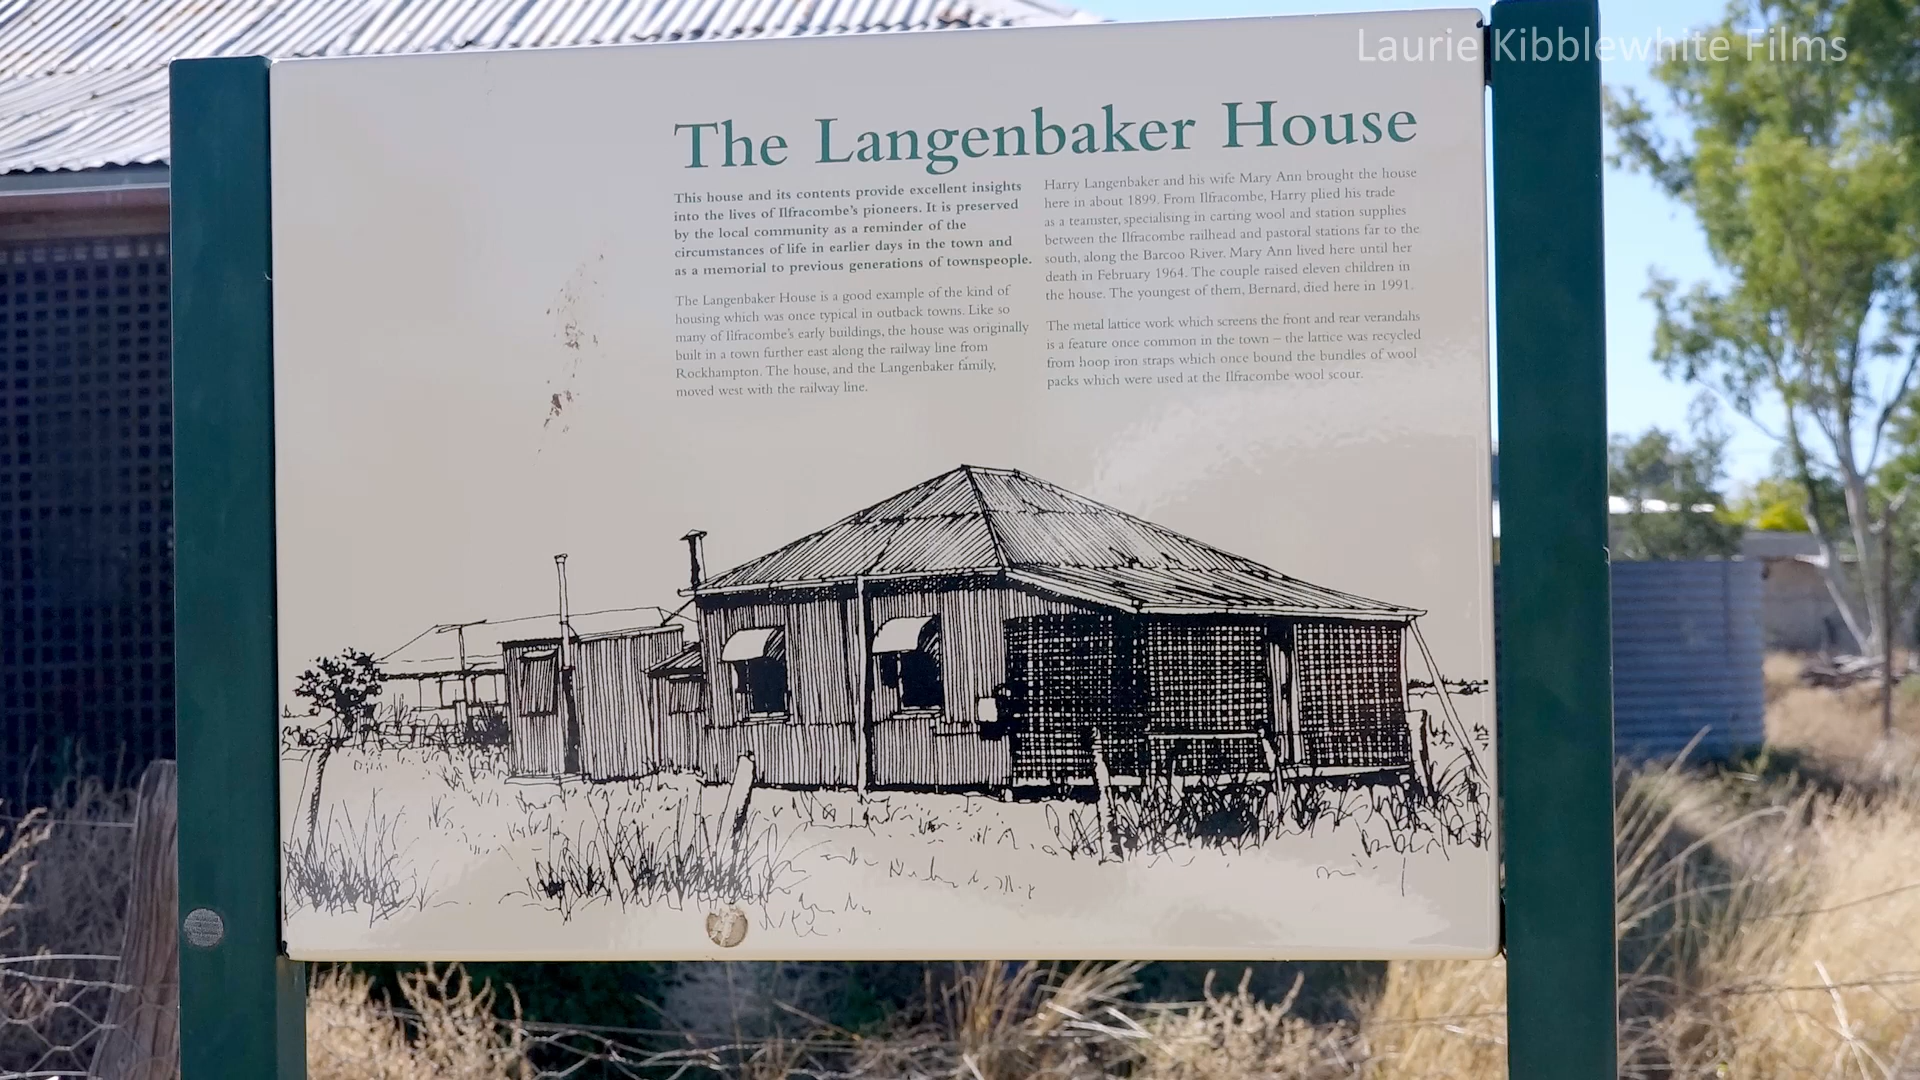 Laurie Kibblewhite Films
The Langenbaker House
This house and its contents provide excellent insights
into the lives of Ilfracombe's pioneers. It is preserved
by the local community as a reminder of the
circumstances of life in earlier days in the town and
as a memorial to previous generations of townspeople.
The Langenbaker House is a good example of the kind of
housing which was once typical in outback towns. Like so
many of Ilfracombe's early buildings, the house was originally
built in a town further east along the railway line from
Rockhampton. The house, and the Langenbaker family,
moved west with the railway line.
Harry Langenbaker and his wife Mary Ann brought the house
here in about 1899. From Ilfracombe, Harry plied his trade
as a teamster, specialising in carting wool and station supplies
between the Ilfracombe railhead and pastoral stations far to the
south, along the Barcoo River. Mary Ann lived here until her
death in February 1964. The couple raised eleven children in
the house. The youngest of them, Bernard, died here in 1991.
The metal lattice work which screens the front and rear verandahs
is a feature once common in the town – the lattice was recycled
from hoop iron straps which once bound the bundles of wool
packs which were used at the Ilfracombe wool scour.